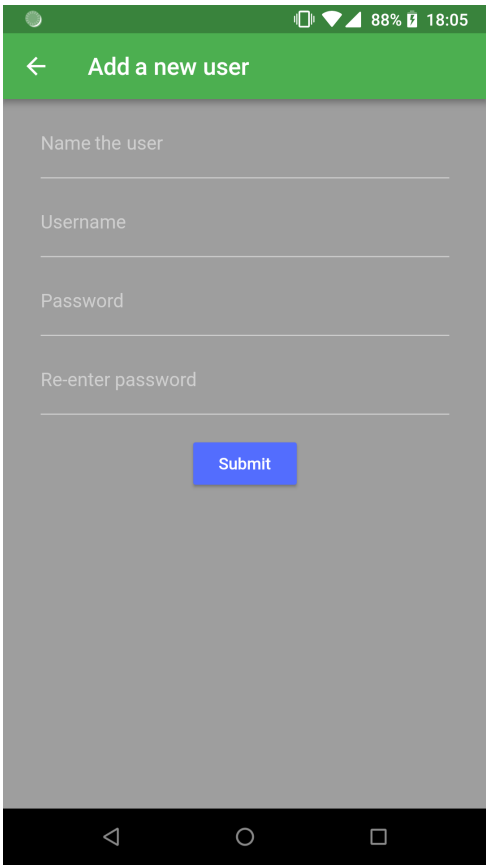 88% 18:05
Add a new user
Name the user
Username
Password
Re-enter password
Submit